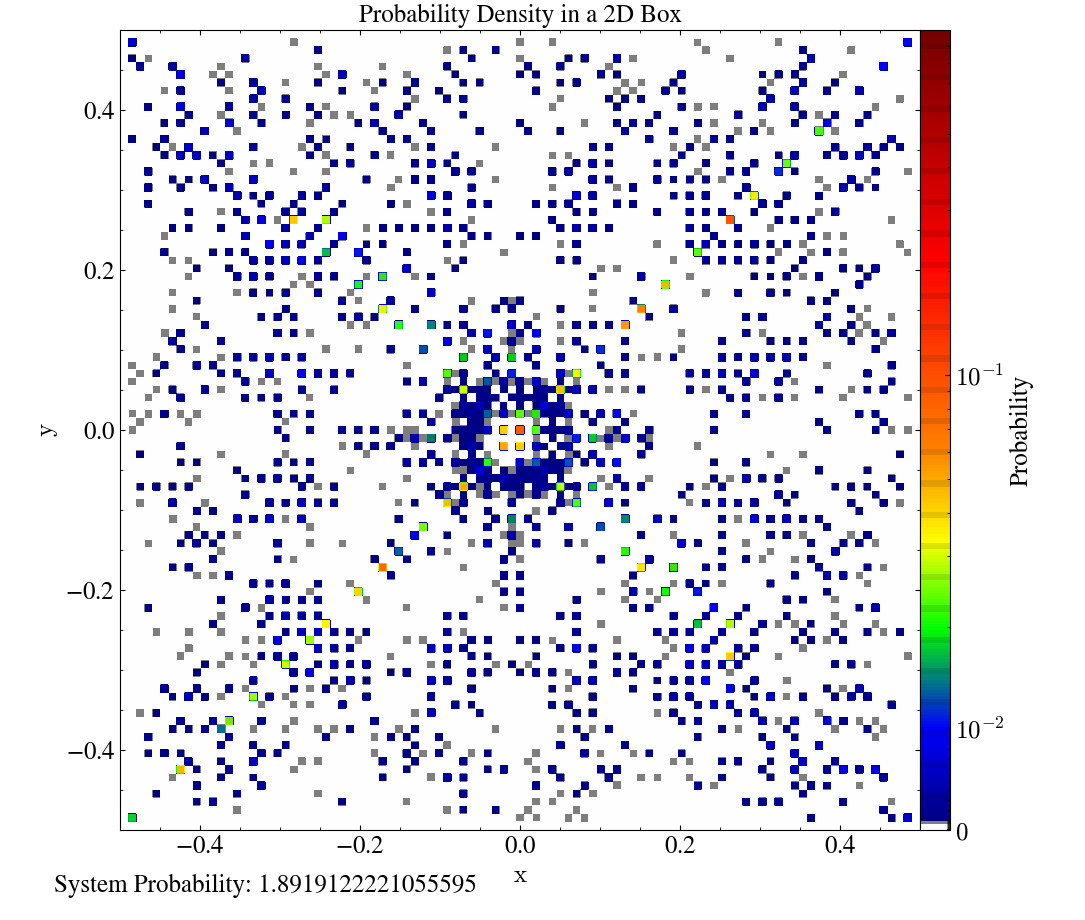 Probability Density in a 2D Box
0.4
0.2
0.0
−0.2
−0.4
y
−0.4 −0.2 0.0 0.2 0.4
x
10⁻¹
10⁻²
0
Probability
System Probability: 1.8919122221055595